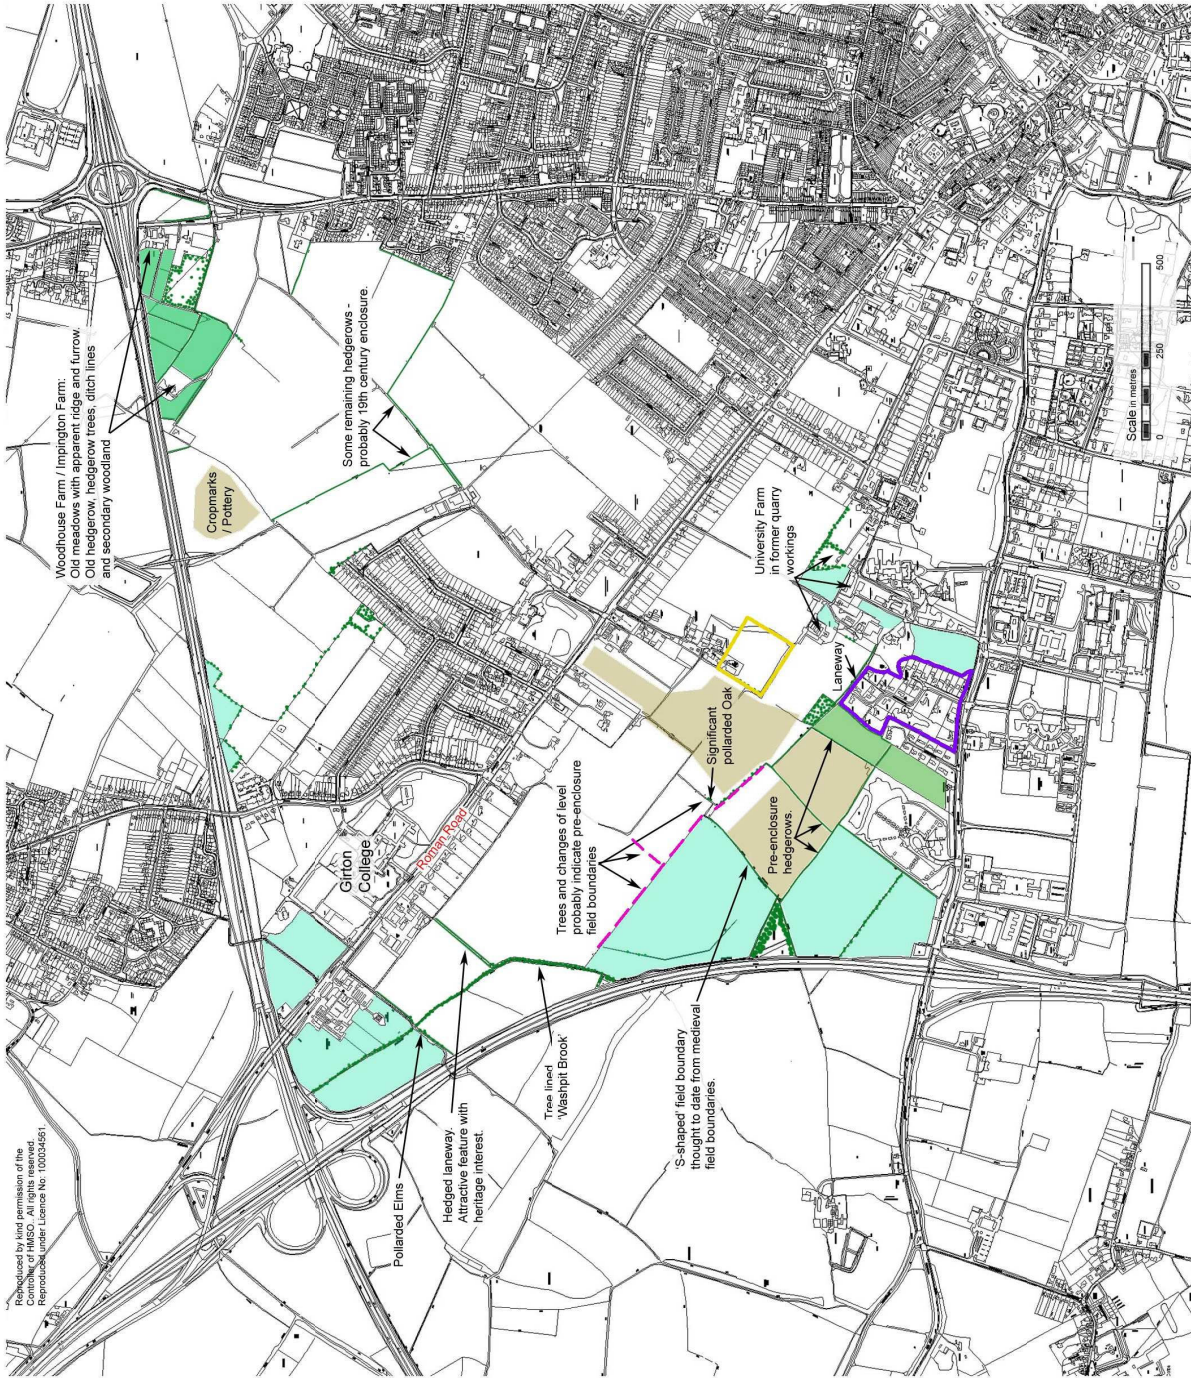 Reproduced by kind permission of the
Controller of HMSO. All rights reserved.
Reproduced under Licence No: 100034561.
Woodhouse Farm / Impington Farm:
Old meadows with apparent ridge and furrow.
Old hedgerow, hedgerow trees, ditch lines
and secondary woodland
Cropmarks
/ Pottery
Some remaining hedgerows -
probably 19th century enclosure.
Girton
College
Roman Road
Pollarded Elms
Hedged laneway.
Attractive feature with
heritage interest.
Tree lined
'Washpit Brook'
Trees and changes of level
probably indicate pre-enclosure
field boundaries
Significant
pollarded Oak
'S-shaped' field boundary
thought to date from medieval
field boundaries.
Pre-enclosure
hedgerows.
Laneway
University Farm
in former quarry
workings
Scale in metres
0 250 500